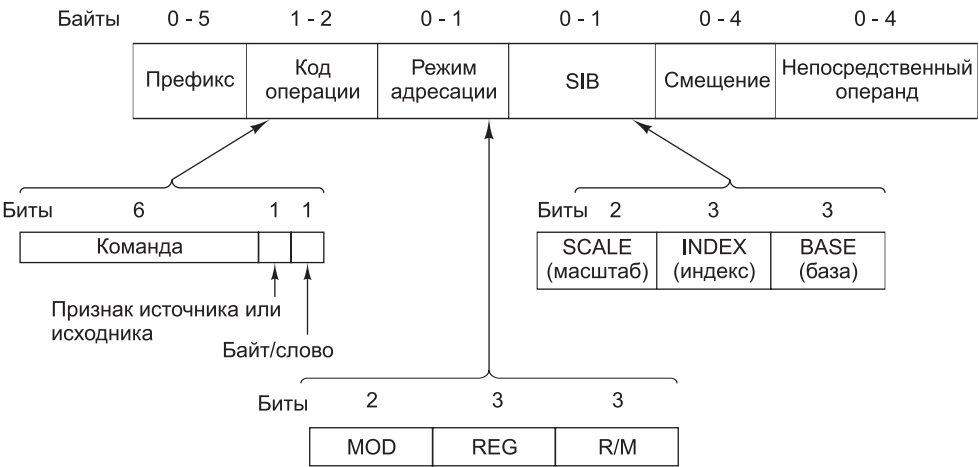 Байты 0 - 5 1 - 2 0 - 1 0 - 1 0 - 4 0 - 4
Префикс
Код
операции
Режим
адресации
SIB
Смещение
Непосредственный
операнд
Биты 6 1 1
Команда
Признак источника или
исходника
Байт/слово
Биты 2 3 3
SCALE
(масштаб)
INDEX
(индекс)
BASE
(база)
Биты 2 3 3
MOD REG R/M